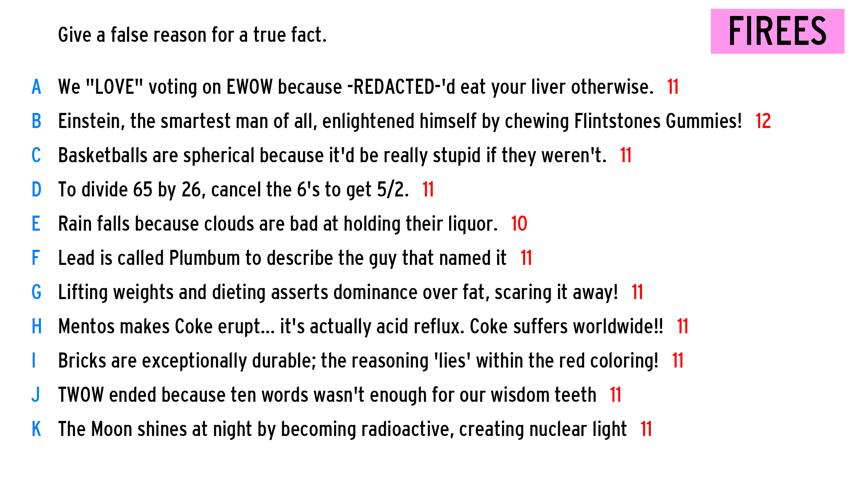 Give a false reason for a true fact.
FIREES
A We "LOVE" voting on EWOW because -REDACTED-'d eat your liver otherwise. 11
B Einstein, the smartest man of all, enlightened himself by chewing Flintstones Gummies! 12
C Basketballs are spherical because it'd be really stupid if they weren't. 11
D To divide 65 by 26, cancel the 6's to get 5/2. 11
E Rain falls because clouds are bad at holding their liquor. 10
F Lead is called Plumbum to describe the guy that named it 11
G Lifting weights and dieting asserts dominance over fat, scaring it away! 11
H Mentos makes Coke erupt... it's actually acid reflux. Coke suffers worldwide!! 11
I Bricks are exceptionally durable; the reasoning 'lies' within the red coloring! 11
J TWOW ended because ten words wasn't enough for our wisdom teeth 11
K The Moon shines at night by becoming radioactive, creating nuclear light 11